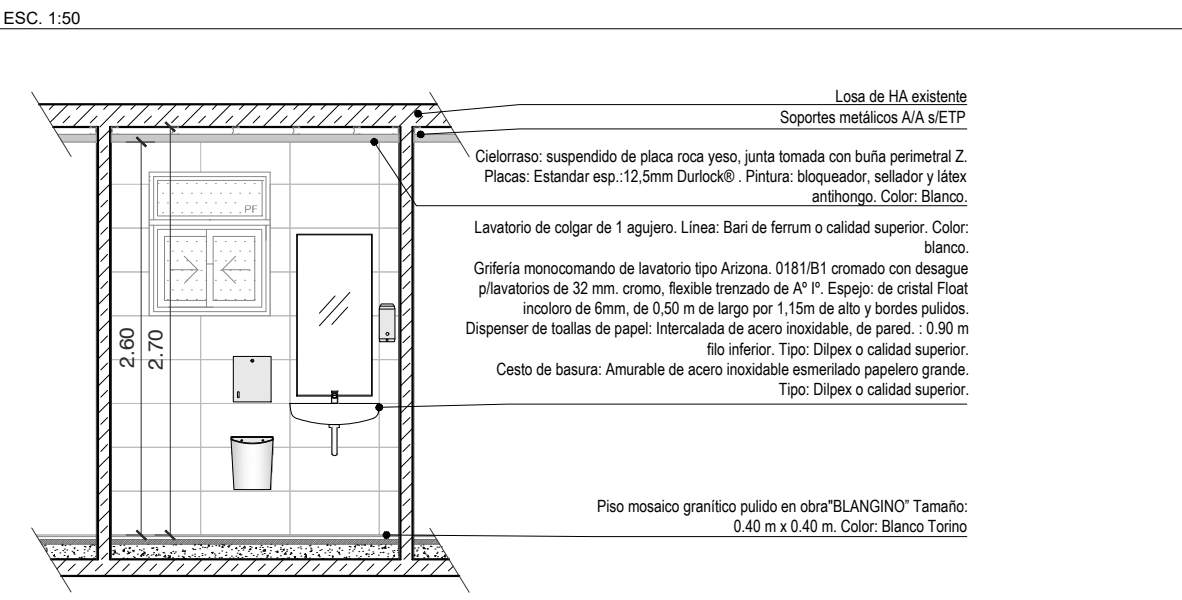 ESC. 1:50
Losa de HA existente
Soportes metálicos A/A s/ETP
Cielorraso: suspendido de placa roca yeso, junta tomada con buña perimetral Z.
Placas: Estandar esp.:12,5mm Durlock® . Pintura: bloqueador, sellador y látex
antihongo. Color: Blanco.
Lavatorio de colgar de 1 agujero. Línea: Bari de ferrum o calidad superior. Color:
blanco.
Grifería monocomando de lavatorio tipo Arizona. 0181/B1 cromado con desague
p/lavatorios de 32 mm. cromo, flexible trenzado de Aº Iº. Espejo: de cristal Float
incoloro de 6mm, de 0,50 m de largo por 1,15m de alto y bordes pulidos.
Dispenser de toallas de papel: Intercalada de acero inoxidable, de pared. : 0.90 m
filo inferior. Tipo: Dilpex o calidad superior.
Cesto de basura: Amurable de acero inoxidable esmerilado papelero grande.
Tipo: Dilpex o calidad superior.
Piso mosaico granítico pulido en obra"BLANGINO” Tamaño:
0.40 m x 0.40 m. Color: Blanco Torino
PF
2.60
2.70